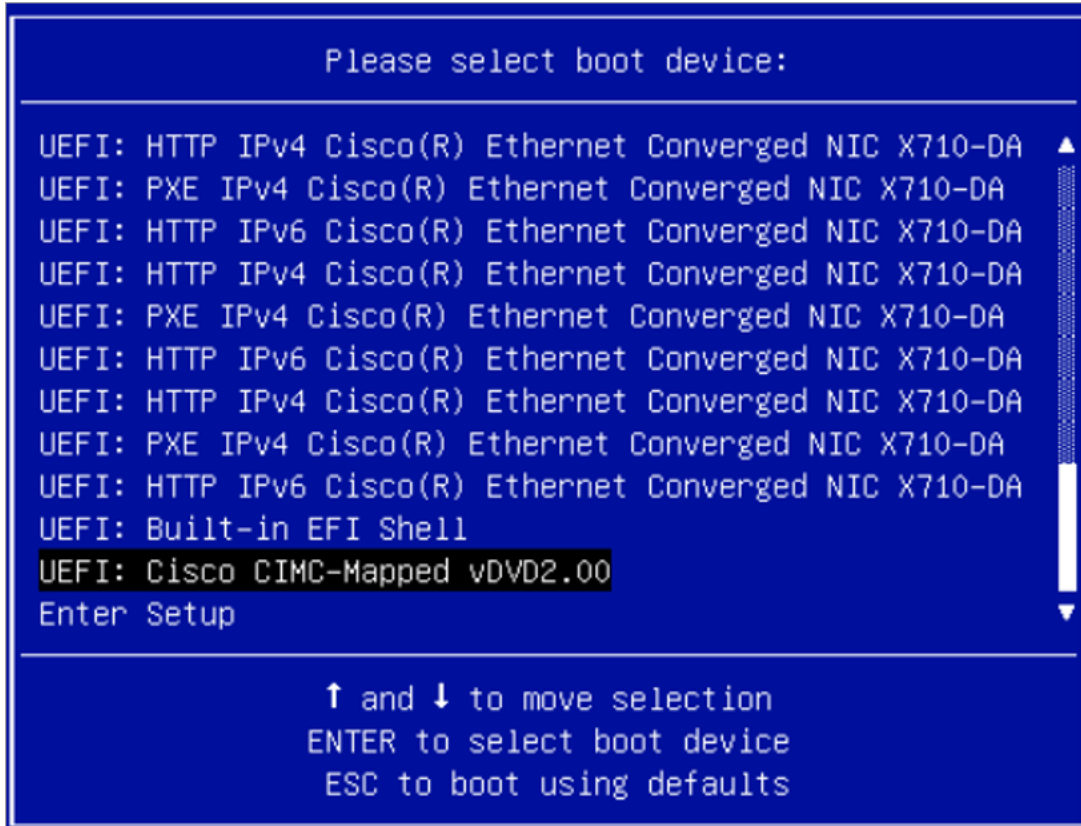 Please select boot device:
UEFI: HTTP IPv4 Cisco(R) Ethernet Converged NIC X710-DA
UEFI: PXE IPv4 Cisco(R) Ethernet Converged NIC X710-DA
UEFI: HTTP IPv6 Cisco(R) Ethernet Converged NIC X710-DA
UEFI: HTTP IPv4 Cisco(R) Ethernet Converged NIC X710-DA
UEFI: PXE IPv4 Cisco(R) Ethernet Converged NIC X710-DA
UEFI: HTTP IPv6 Cisco(R) Ethernet Converged NIC X710-DA
UEFI: HTTP IPv4 Cisco(R) Ethernet Converged NIC X710-DA
UEFI: PXE IPv4 Cisco(R) Ethernet Converged NIC X710-DA
UEFI: HTTP IPv6 Cisco(R) Ethernet Converged NIC X710-DA
UEFI: Built-in EFI Shell
UEFI: Cisco CIMC-Mapped vDVD2.00
Enter Setup
↑ and ↓ to move selection
ENTER to select boot device
ESC to boot using defaults